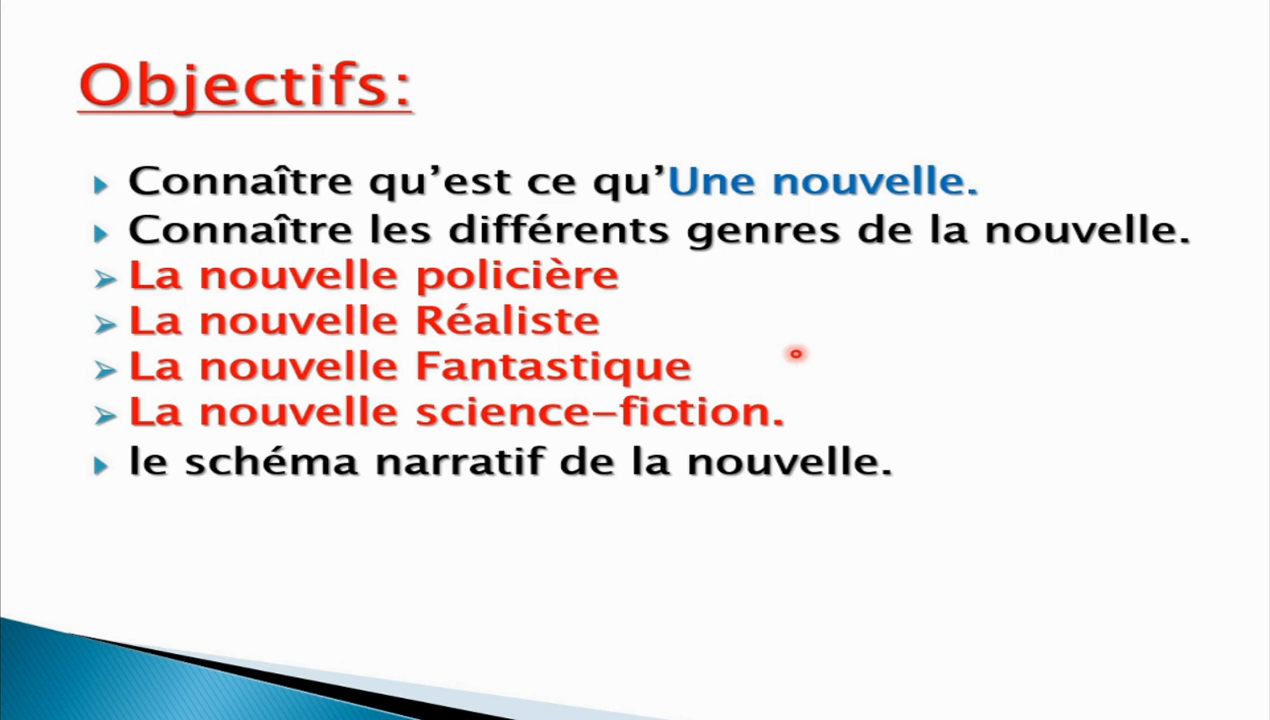 Objectifs:
Connaître qu’est ce qu’Une nouvelle.
Connaître les différents genres de la nouvelle.
La nouvelle policière
La nouvelle Réaliste
La nouvelle Fantastique
La nouvelle science-fiction.
le schéma narratif de la nouvelle.